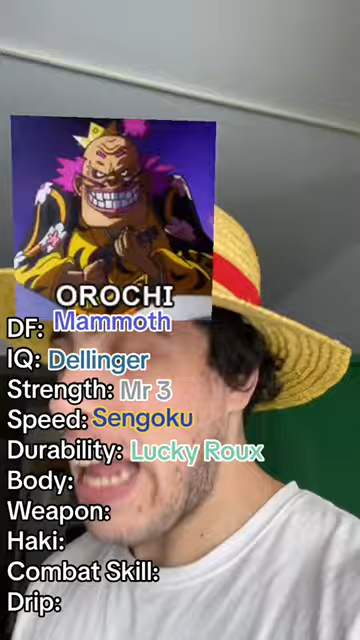 OROCHI
DF: Mammoth
IQ: Dellinger
Strength: Mr 3
Speed: Sengoku
Durability: Lucky Roux
Body:
Weapon:
Haki:
Combat Skill:
Drip: